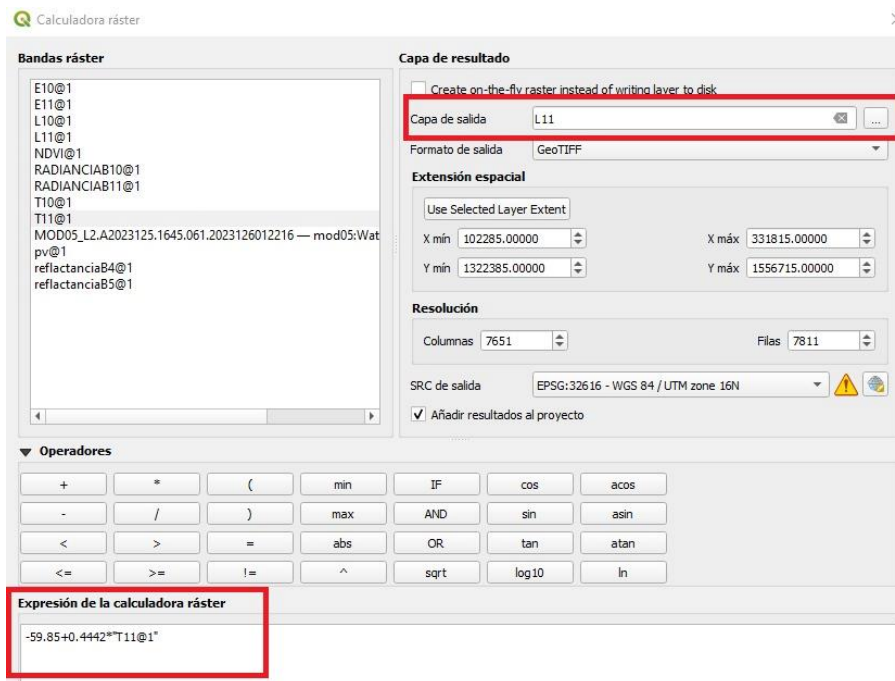 Calculadora ráster
Bandas ráster
E10@1
E11@1
L10@1
L11@1
NDVI@1
RADIANCIAB10@1
RADIANCIAB11@1
T10@1
T11@1
MOD05_L2.A2023125.1645.061.2023126012216 — mod05:Wat
pv@1
reflactanciaB4@1
reflactanciaB5@1
Capa de resultado
Create on-the-fly raster instead of writing layer to disk
Capa de salida L11 ...
Formato de salida GeoTIFF
Extensión espacial
Use Selected Layer Extent
X mín 102285.00000 X máx 331815.00000
Y mín 1322385.00000 Y máx 1556715.00000
Resolución
Columnas 7651 Filas 7811
SRC de salida EPSG:32616 - WGS 84 / UTM zone 16N
Añadir resultados al proyecto
Operadores
+ * ( min IF cos acos
- / ) max AND sin asin
< > = abs OR tan atan
<= >= != ^ sqrt log10 ln
Expresión de la calculadora ráster
-59.85+0.4442*"T11@1"